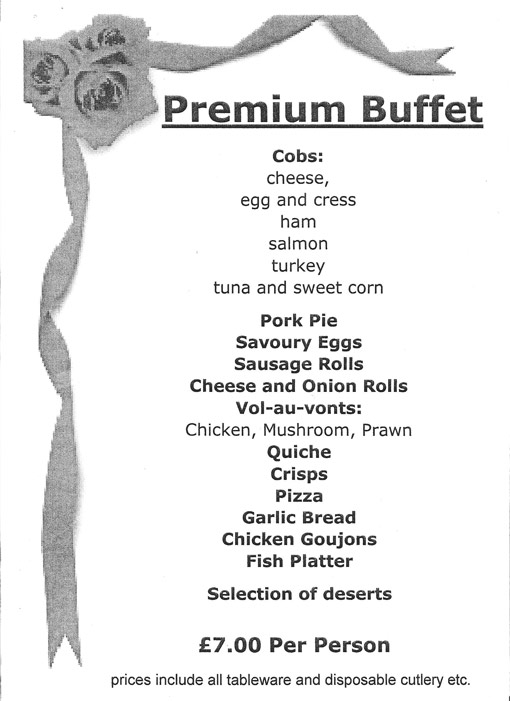 Premium Buffet
Cobs:
cheese,
egg and cress
ham
salmon
turkey
tuna and sweet corn
Pork Pie
Savoury Eggs
Sausage Rolls
Cheese and Onion Rolls
Vol-au-vonts:
Chicken, Mushroom, Prawn
Quiche
Crisps
Pizza
Garlic Bread
Chicken Goujons
Fish Platter
Selection of deserts
£7.00 Per Person
prices include all tableware and disposable cutlery etc.